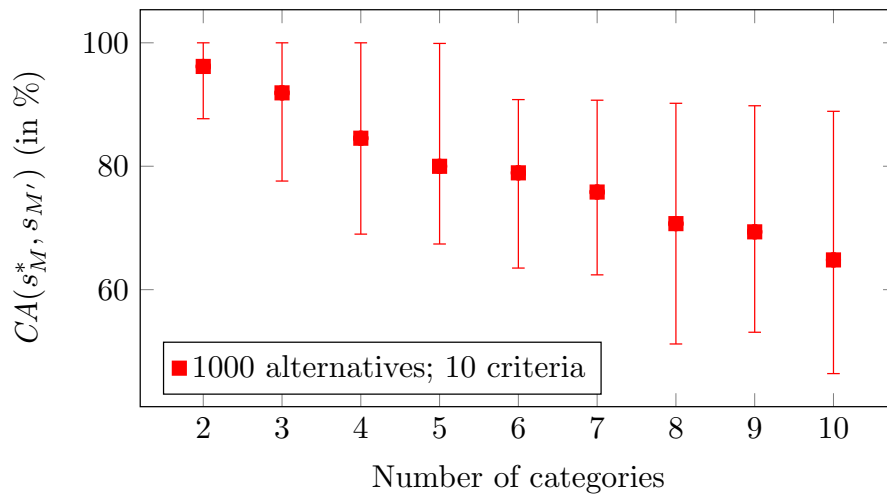 100
80
60
CA(s*_M, s_M′) (in %)
1000 alternatives; 10 criteria
2 3 4 5 6 7 8 9 10
Number of categories